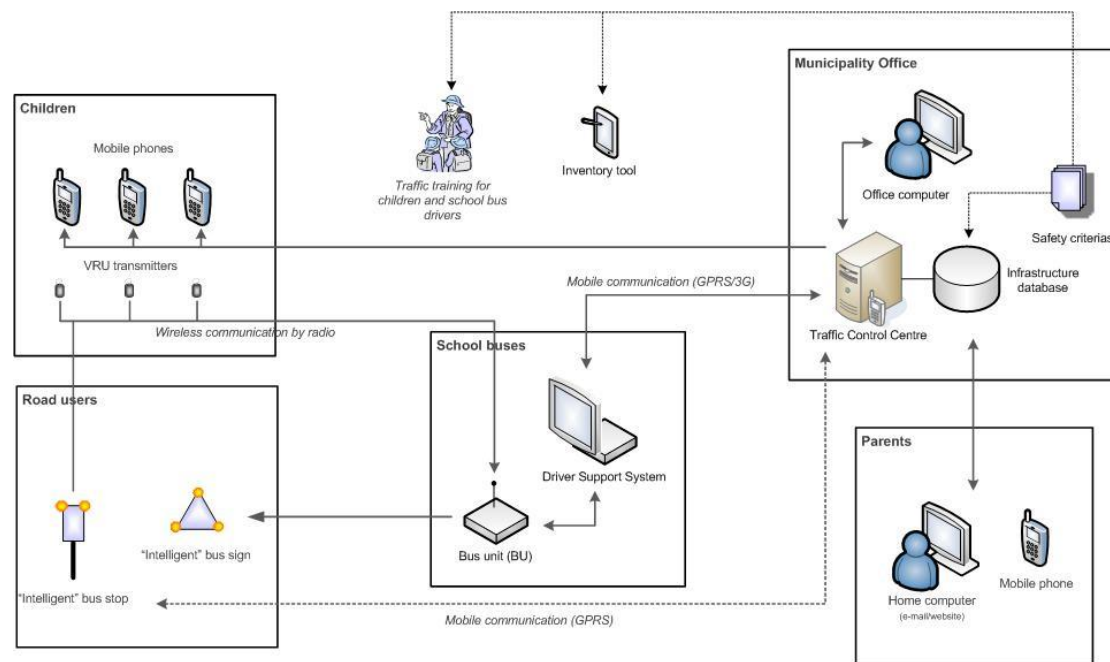 Municipality Office
Children
Mobile phones
Traffic training for
children and school bus
drivers
Inventory tool
Office computer
Safety criterias
VRU transmitters
Mobile communication (GPRS/3G)
Infrastructure
database
Wireless communication by radio
Traffic Control Centre
School buses
Road users
Parents
Driver Support System
"Intelligent" bus sign
Bus unit (BU)
"Intelligent" bus stop
Mobile phone
Home computer
(e-mail/website)
Mobile communication (GPRS)